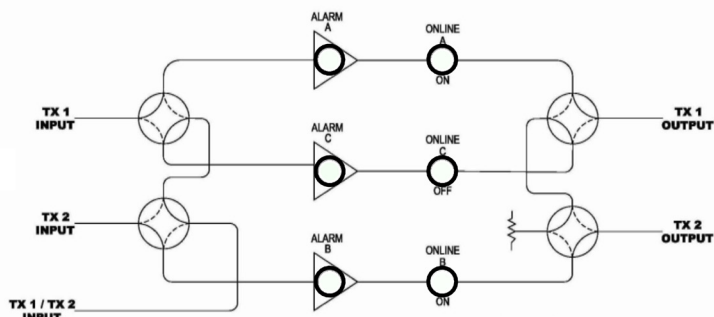 ALARM
A
ONLINE
A
ON
TX 1
INPUT
TX 1
OUTPUT
ALARM
C
ONLINE
C
OFF
TX 2
INPUT
TX 2
OUTPUT
ALARM
B
ONLINE
B
ON
TX 1 / TX 2
INPUT